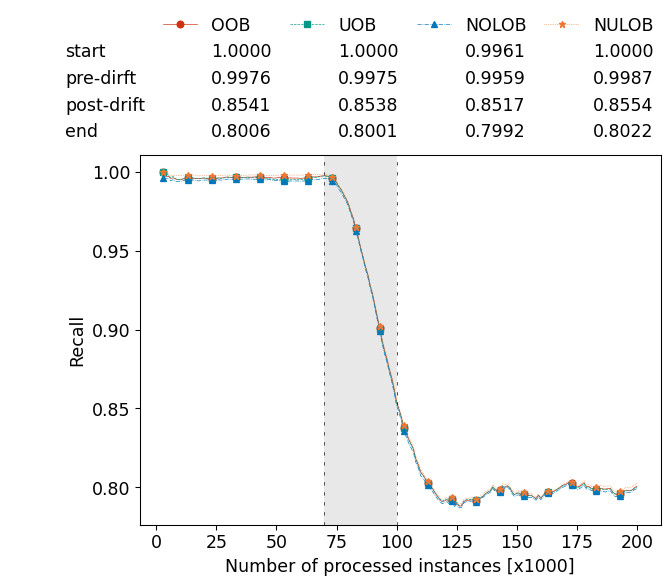 OOB UOB NOLOB NULOB
start 1.0000 1.0000 0.9961 1.0000
pre-dirft 0.9976 0.9975 0.9959 0.9987
post-drift 0.8541 0.8538 0.8517 0.8554
end 0.8006 0.8001 0.7992 0.8022
1.00
0.95
0.90
0.85
0.80
Recall
0 25 50 75 100 125 150 175 200
Number of processed instances [x1000]